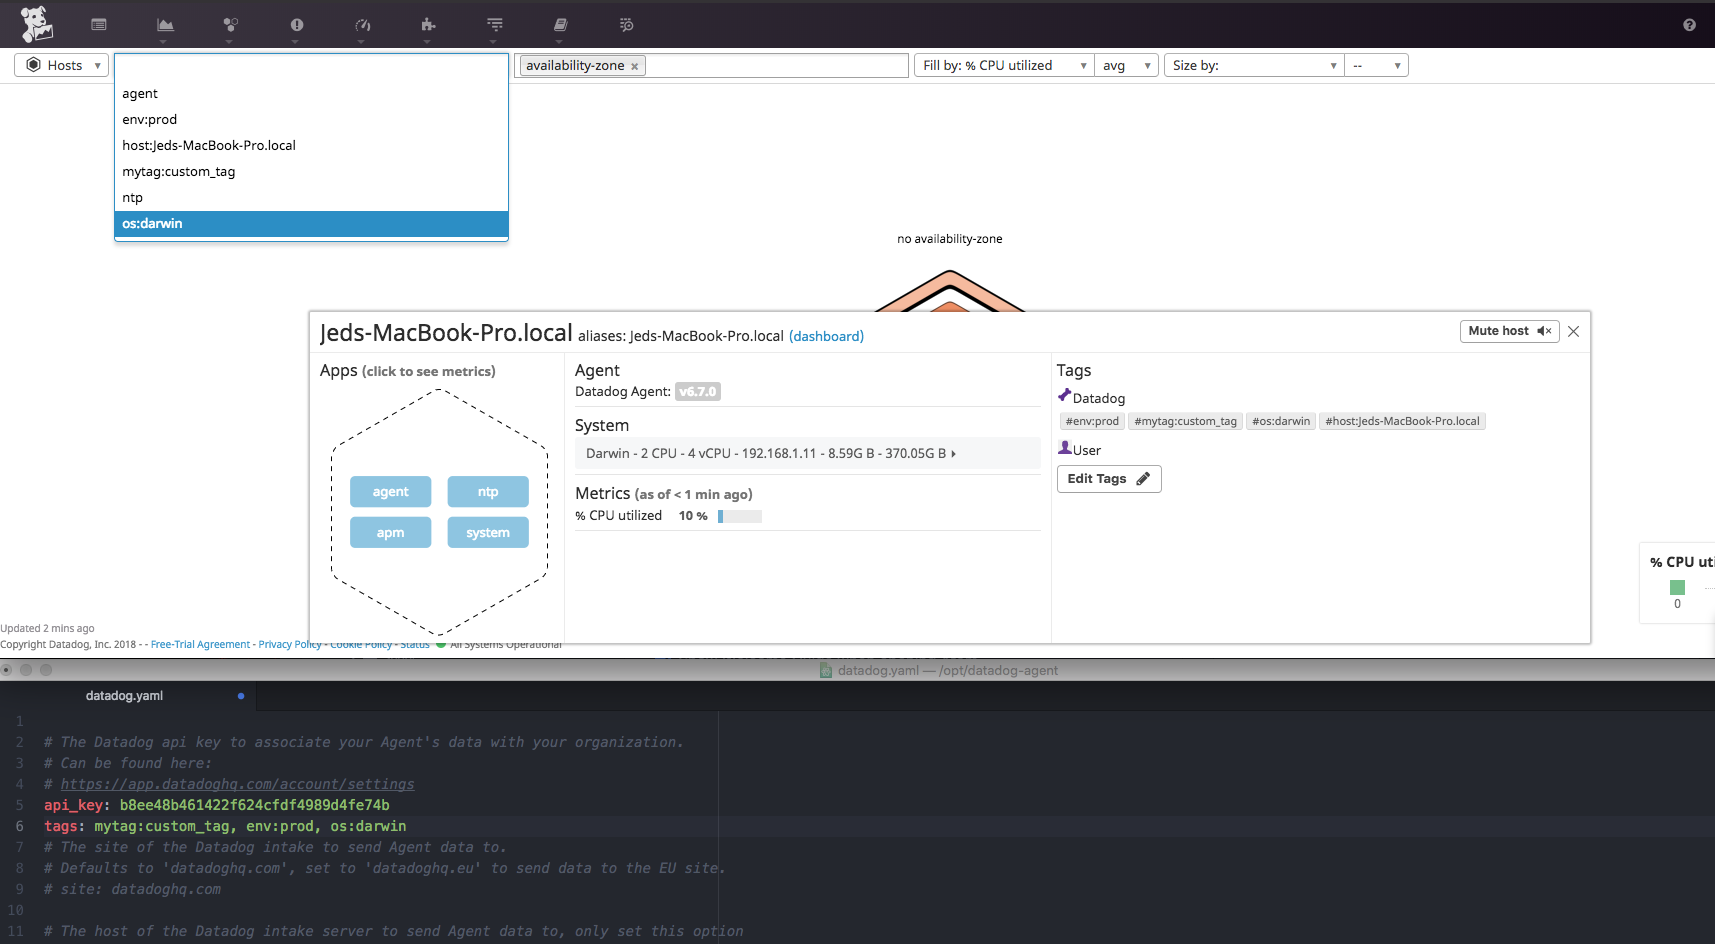 Hosts
availability-zone ×
Fill by: % CPU utilized
avg
Size by:
--
agent
env:prod
host:Jeds-MacBook-Pro.local
mytag:custom_tag
ntp
os:darwin
no availability-zone
Jeds-MacBook-Pro.local aliases: Jeds-MacBook-Pro.local (dashboard)
Mute host
Apps (click to see metrics)
agent
ntp
apm
system
Agent
Datadog Agent: v6.7.0
System
Darwin - 2 CPU - 4 vCPU - 192.168.1.11 - 8.59G B - 370.05G B
Metrics (as of < 1 min ago)
% CPU utilized 10 %
Tags
Datadog
#env:prod #mytag:custom_tag #os:darwin #host:Jeds-MacBook-Pro.local
User
Edit Tags
% CPU uti
0
Updated 2 mins ago
Copyright Datadog, Inc. 2018 - - Free-Trial Agreement - Privacy Policy - Cookie Policy - Status All Systems Operational
datadog.yaml — /opt/datadog-agent
datadog.yaml
1
2 # The Datadog api key to associate your Agent's data with your organization.
3 # Can be found here:
4 # https://app.datadoghq.com/account/settings
5 api_key: b8ee48b461422f624cfdf4989d4fe74b
6 tags: mytag:custom_tag, env:prod, os:darwin
7 # The site of the Datadog intake to send Agent data to.
8 # Defaults to 'datadoghq.com', set to 'datadoghq.eu' to send data to the EU site.
9 # site: datadoghq.com
10
11 # The host of the Datadog intake server to send Agent data to, only set this option